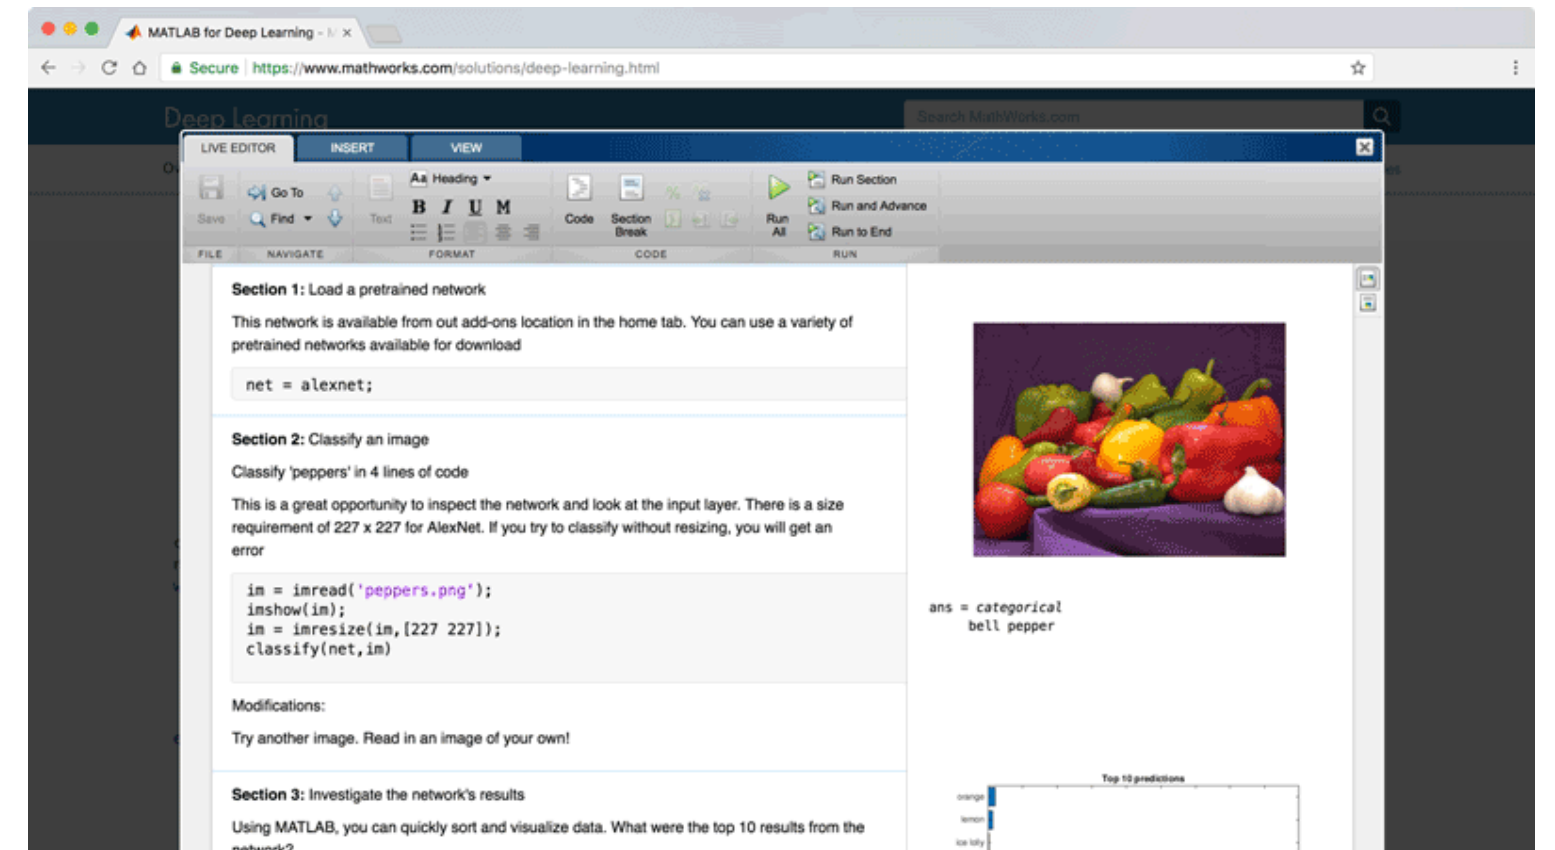 MATLAB for Deep Learning - M
Secure https://www.mathworks.com/solutions/deep-learning.html
Deep Learning
Search MathWorks.com
LIVE EDITOR INSERT VIEW
Save
Go To
Find
Text
Aa Heading
B I U M
Code
Section
Break
Run
All
Run Section
Run and Advance
Run to End
FILE NAVIGATE FORMAT CODE RUN
Section 1: Load a pretrained network
This network is available from out add-ons location in the home tab. You can use a variety of
pretrained networks available for download
net = alexnet;
Section 2: Classify an image
Classify 'peppers' in 4 lines of code
This is a great opportunity to inspect the network and look at the input layer. There is a size
requirement of 227 x 227 for AlexNet. If you try to classify without resizing, you will get an
error
im = imread('peppers.png');
imshow(im);
im = imresize(im,[227 227]);
classify(net,im)
Modifications:
Try another image. Read in an image of your own!
Section 3: Investigate the network's results
Using MATLAB, you can quickly sort and visualize data. What were the top 10 results from the
network?
ans = categorical
bell pepper
Top 10 predictions
orange
lemon
ice lolly